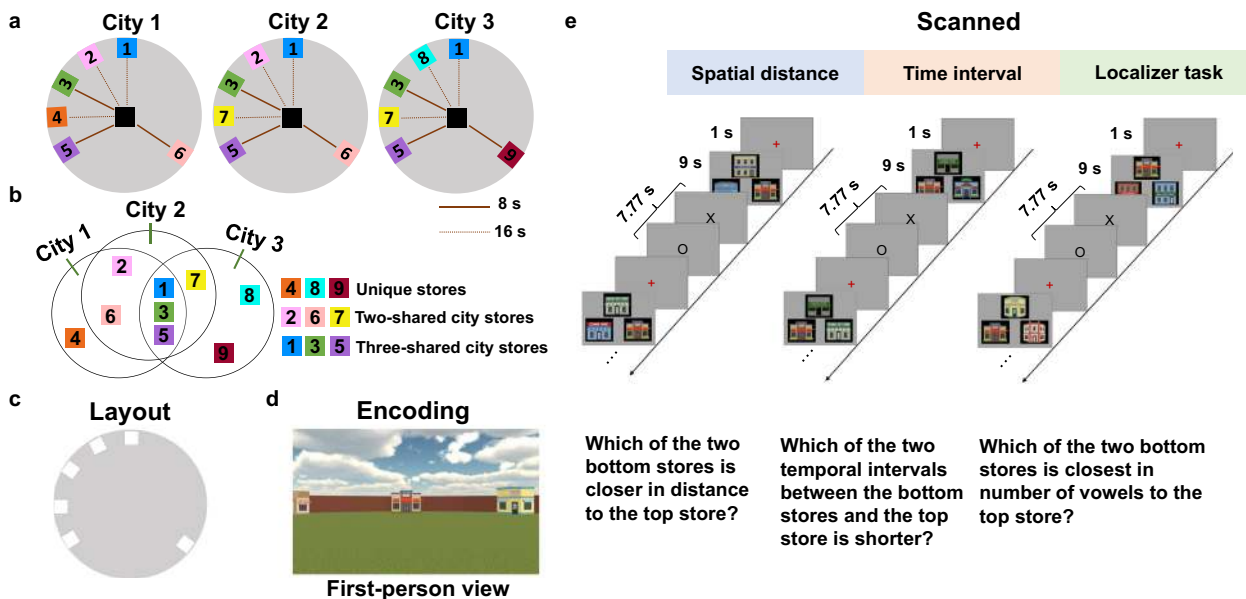 a
City 1
City 2
City 3
1
2
3
4
5
6
1
2
3
7
5
6
1
8
3
7
5
9
8 s
16 s
b
City 1
City 2
City 3
2
6
4
1
3
5
7
8
9
4 8 9 Unique stores
2 6 7 Two-shared city stores
1 3 5 Three-shared city stores
c
Layout
d
Encoding
First-person view
e
Scanned
Spatial distance
Time interval
Localizer task
1 s
9 s
7.77 s
X
O
...
1 s
9 s
7.77 s
X
O
...
1 s
9 s
7.77 s
X
O
...
Which of the two
bottom stores is
closer in distance
to the top store?
Which of the two
temporal intervals
between the bottom
stores and the top
store is shorter?
Which of the two bottom
stores is closest in
number of vowels to the
top store?